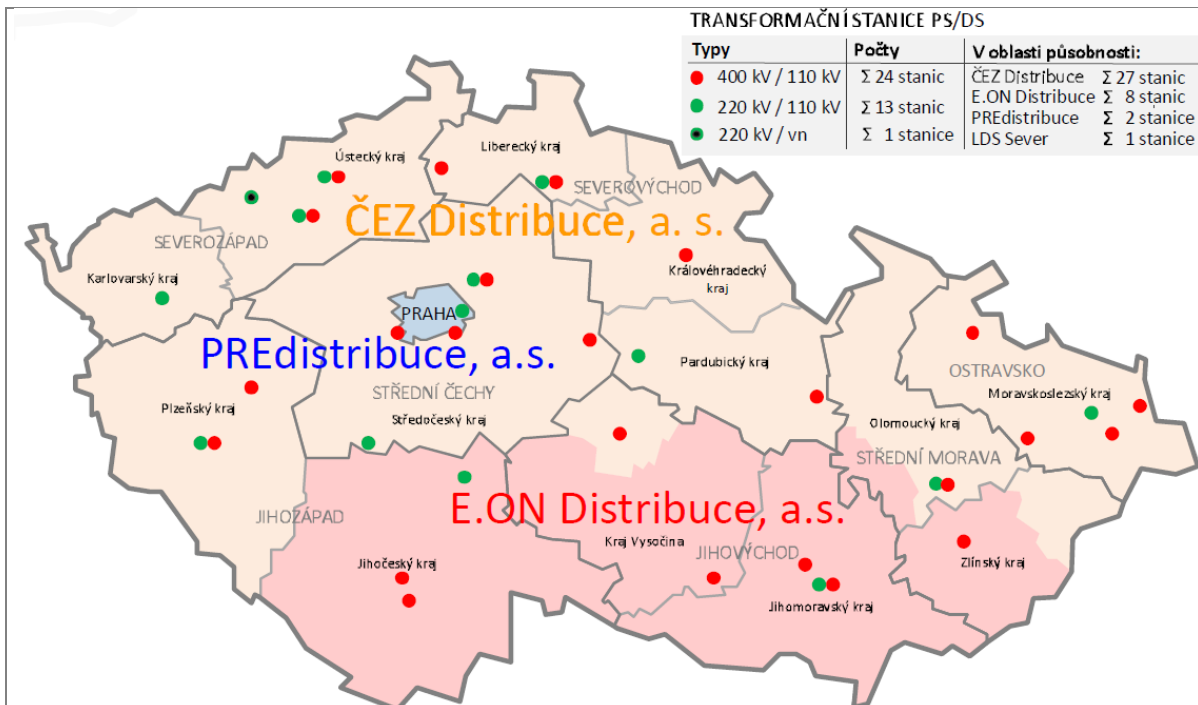 TRANSFORMAČNÍ STANICE PS/DS
Typy Počty V oblasti působnosti:
400 kV / 110 kV Σ 24 stanic ČEZ Distribuce Σ 27 stanic
220 kV / 110 kV Σ 13 stanic E.ON Distribuce Σ 8 stanic
220 kV / vn Σ 1 stanice PREdistribuce Σ 2 stanice
LDS Sever Σ 1 stanice
Ústecký kraj
Liberecký kraj
SEVEROVÝCHOD
ČEZ Distribuce, a. s.
SEVEROZÁPAD
Karlovarský kraj
Královéhradecký
kraj
PRAHA
PREdistribuce, a.s.
Pardubický kraj
OSTRAVSKO
STŘEDNÍ ČECHY
Moravskoslezský kraj
Plzeňský kraj
Středočeský kraj
Olomoucký kraj
STŘEDNÍ MORAVA
E.ON Distribuce, a.s.
JIHOZÁPAD
Kraj Vysočina
JIHOVÝCHOD
Jihočeský kraj
Zlínský kraj
Jihomoravský kraj